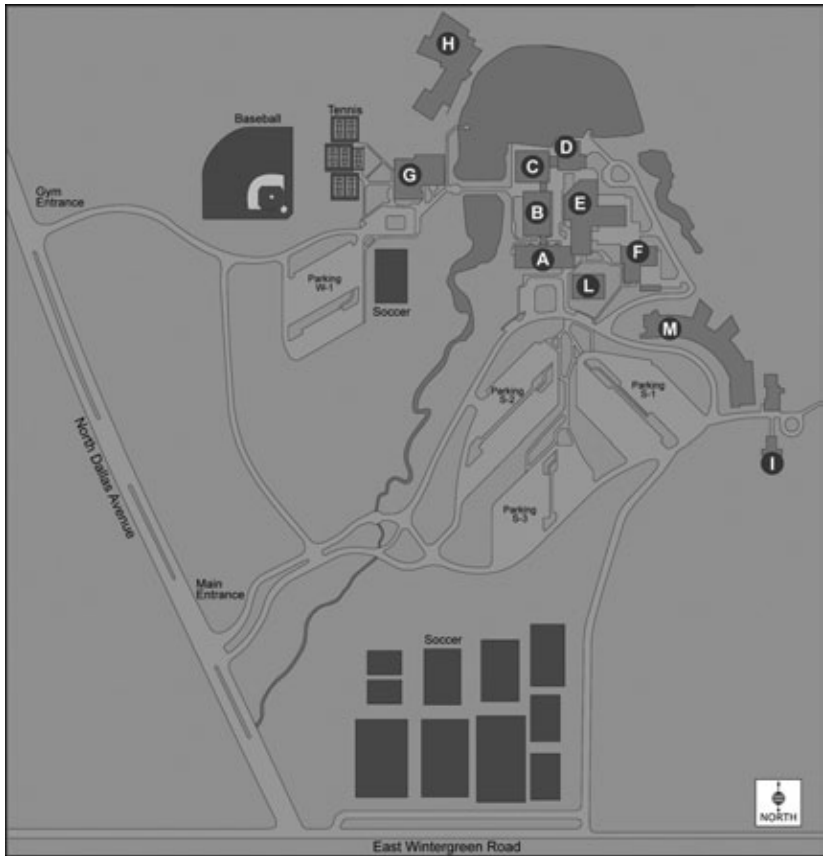 H
Tennis
Baseball
D
C
G
Gym
Entrance
E
B
F
A
Parking
W-1
L
Soccer
M
Parking
S-2
Parking
S-1
North Dallas Avenue
I
Parking
S-3
Main
Entrance
Soccer
NORTH
East Wintergreen Road